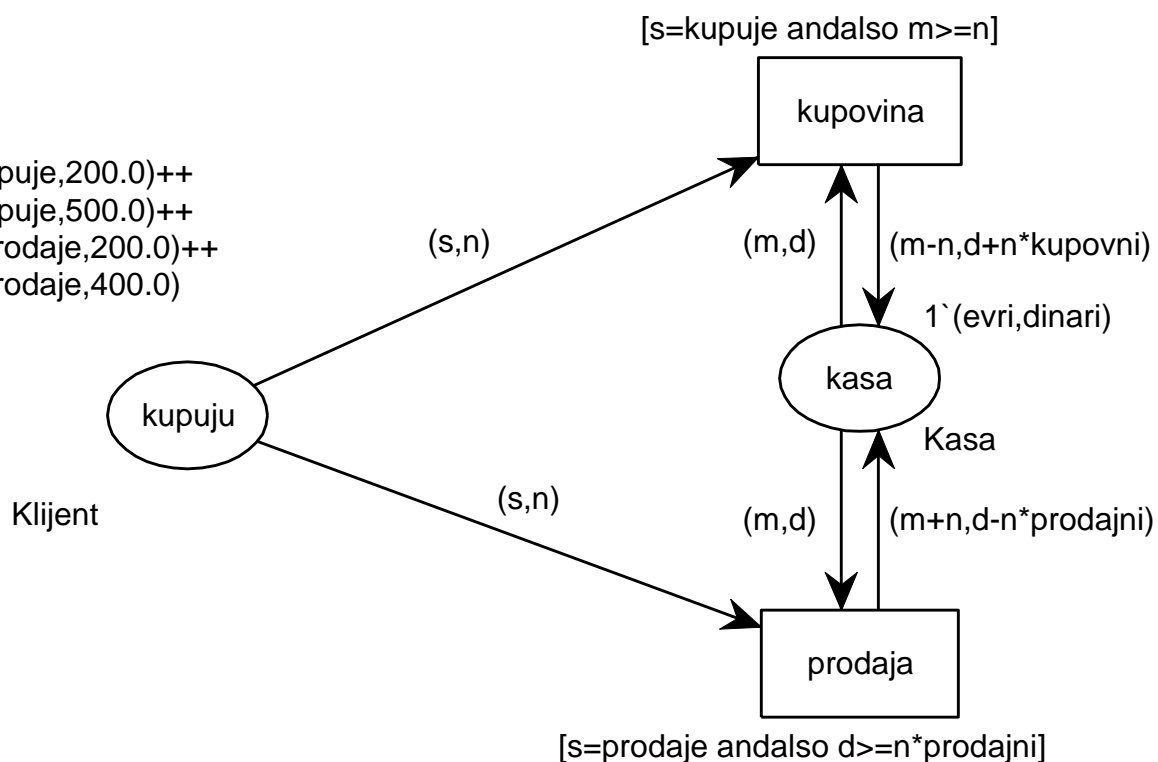 [s=kupuje andalso m>=n]
kupovina
puje,200.0)++
puje,500.0)++
rodaje,200.0)++
rodaje,400.0)
(s,n)
(m,d)
(m-n,d+n*kupovni)
1`(evri,dinari)
kasa
kupuju
Kasa
Klijent
(s,n)
(m,d)
(m+n,d-n*prodajni)
prodaja
[s=prodaje andalso d>=n*prodajni]